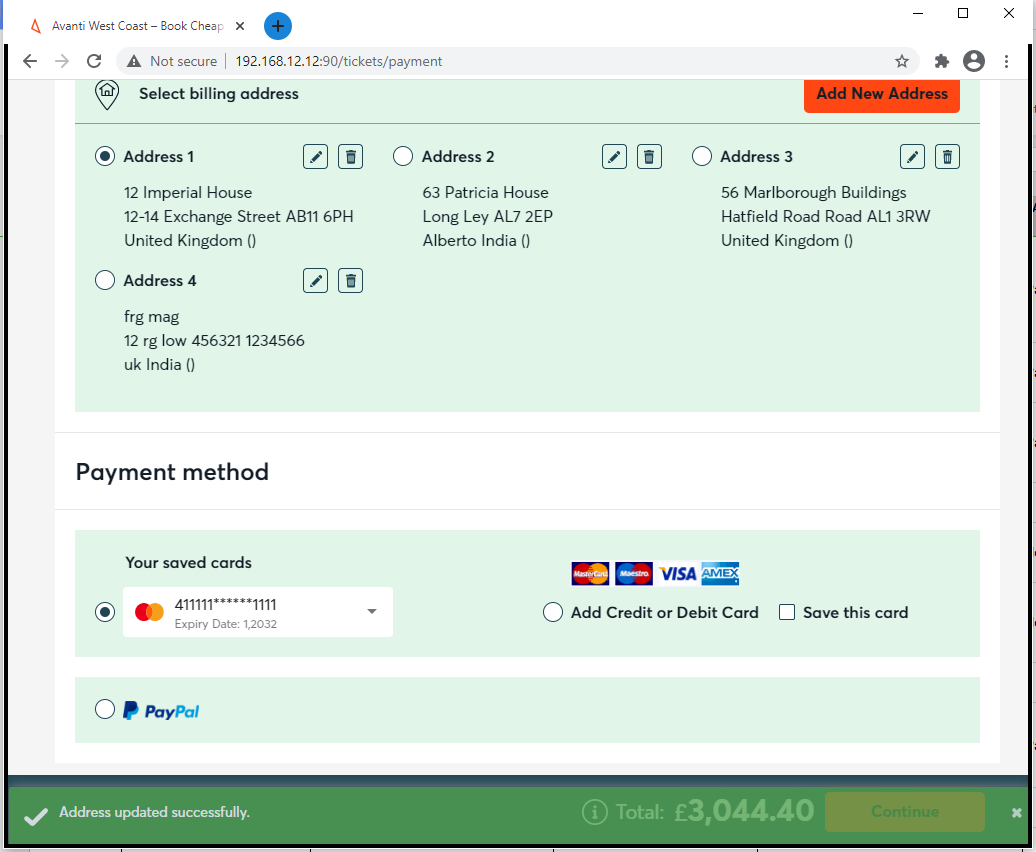 Avanti West Coast – Book Cheap
Not secure
192.168.12.12:90/tickets/payment
Select billing address
Add New Address
Address 1
12 Imperial House
12-14 Exchange Street AB11 6PH
United Kingdom ()
Address 2
63 Patricia House
Long Ley AL7 2EP
Alberto India ()
Address 3
56 Marlborough Buildings
Hatfield Road Road AL1 3RW
United Kingdom ()
Address 4
frg mag
12 rg low 456321 1234566
uk India ()
Payment method
Your saved cards
411111******1111
Expiry Date: 1,2032
MasterCard Maestro VISA AMEX
Add Credit or Debit Card
Save this card
PayPal
Address updated successfully.
Total: £3,044.40
Continue